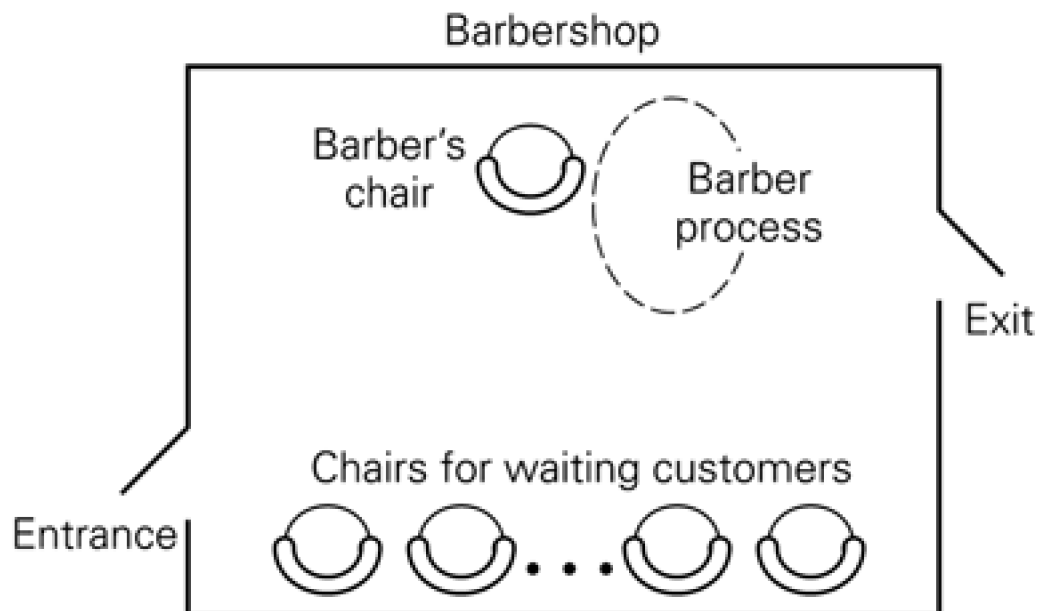 Barbershop
Barber's
chair
Barber
process
Exit
Chairs for waiting customers
Entrance